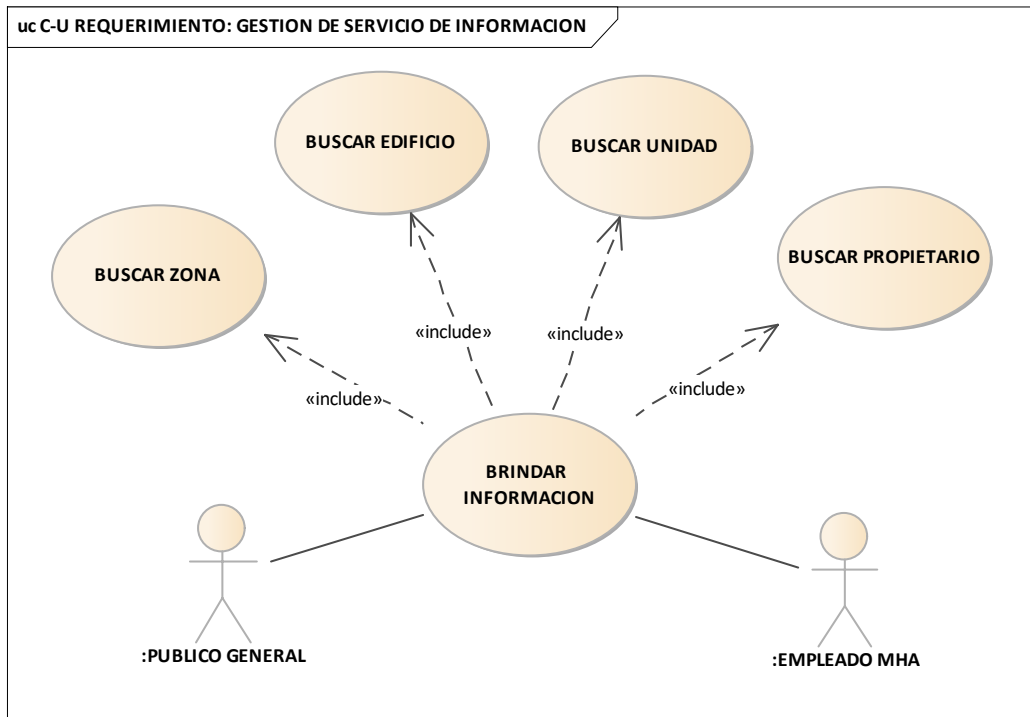 uc C-U REQUERIMIENTO: GESTION DE SERVICIO DE INFORMACION
BUSCAR EDIFICIO
BUSCAR UNIDAD
BUSCAR ZONA
BUSCAR PROPIETARIO
«include»
«include»
«include»
«include»
BRINDAR
INFORMACION
:PUBLICO GENERAL
:EMPLEADO MHA